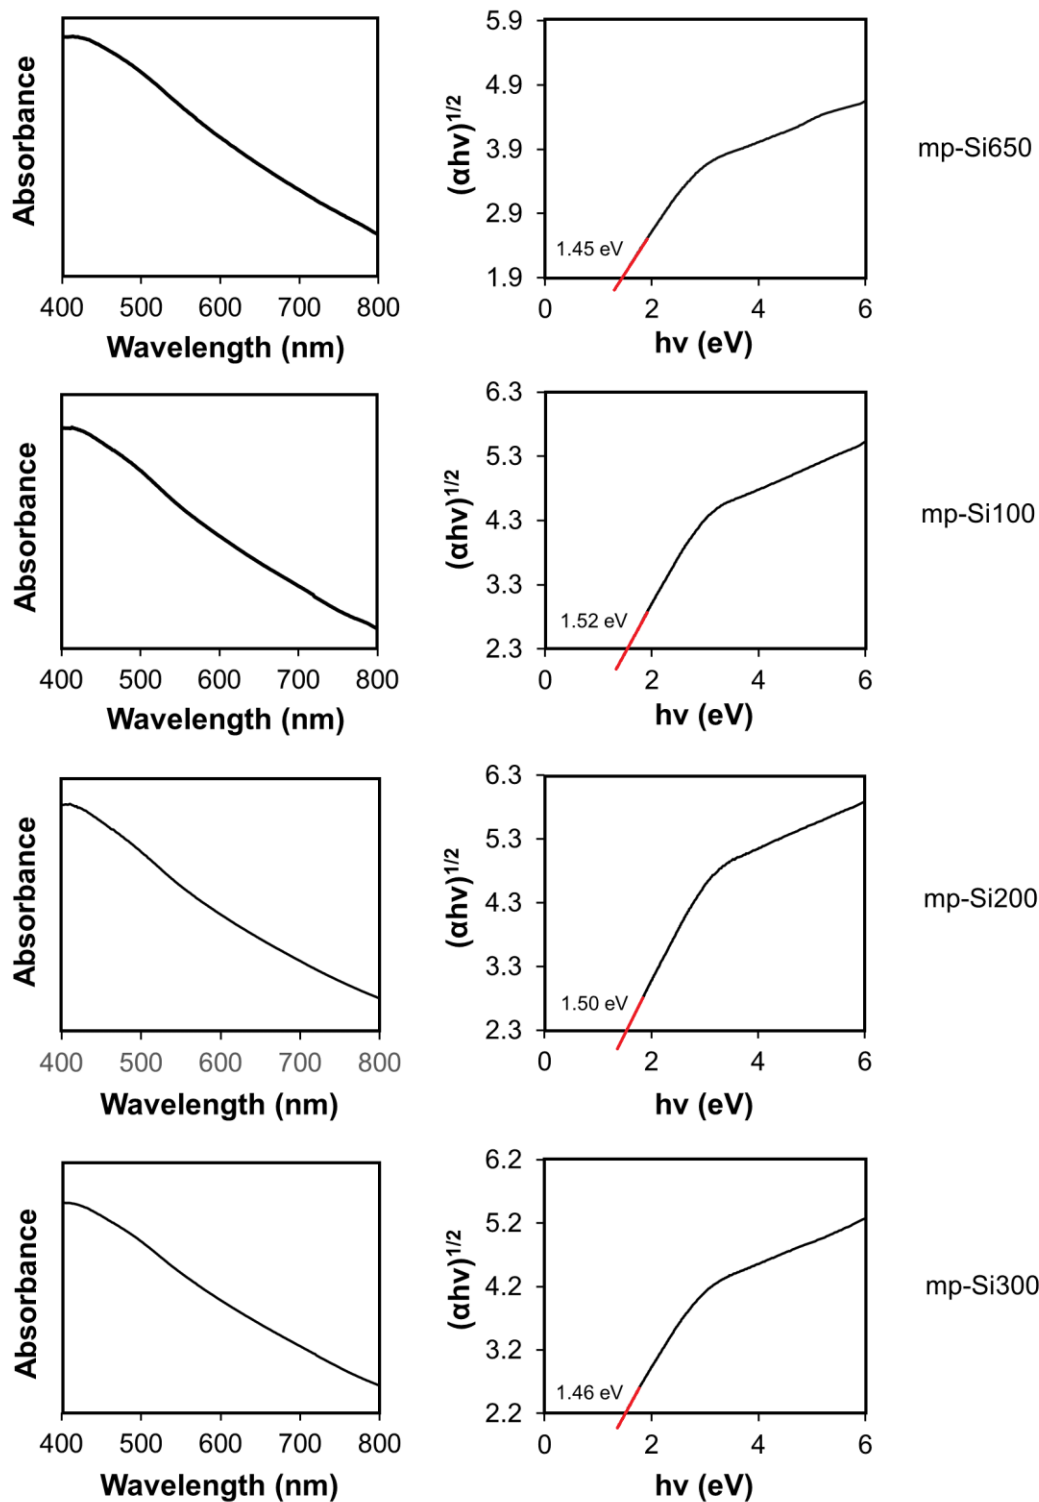 Absorbance
400 500 600 700 800
Wavelength (nm)
(αhv)1/2
5.9
4.9
3.9
2.9
1.9
1.45 eV
0 2 4 6
hv (eV)
mp-Si650
Absorbance
400 500 600 700 800
Wavelength (nm)
(αhv)1/2
6.3
5.3
4.3
3.3
2.3
1.52 eV
0 2 4 6
hv (eV)
mp-Si100
Absorbance
400 500 600 700 800
Wavelength (nm)
(αhv)1/2
6.3
5.3
4.3
3.3
2.3
1.50 eV
0 2 4 6
hv (eV)
mp-Si200
Absorbance
400 500 600 700 800
Wavelength (nm)
(αhv)1/2
6.2
5.2
4.2
3.2
2.2
1.46 eV
0 2 4 6
hv (eV)
mp-Si300